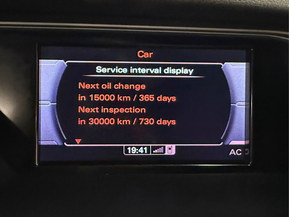 Car
Service interval display
Next oil change
in 15000 km / 365 days
Next inspection
in 30000 km / 730 days
19:41
AC